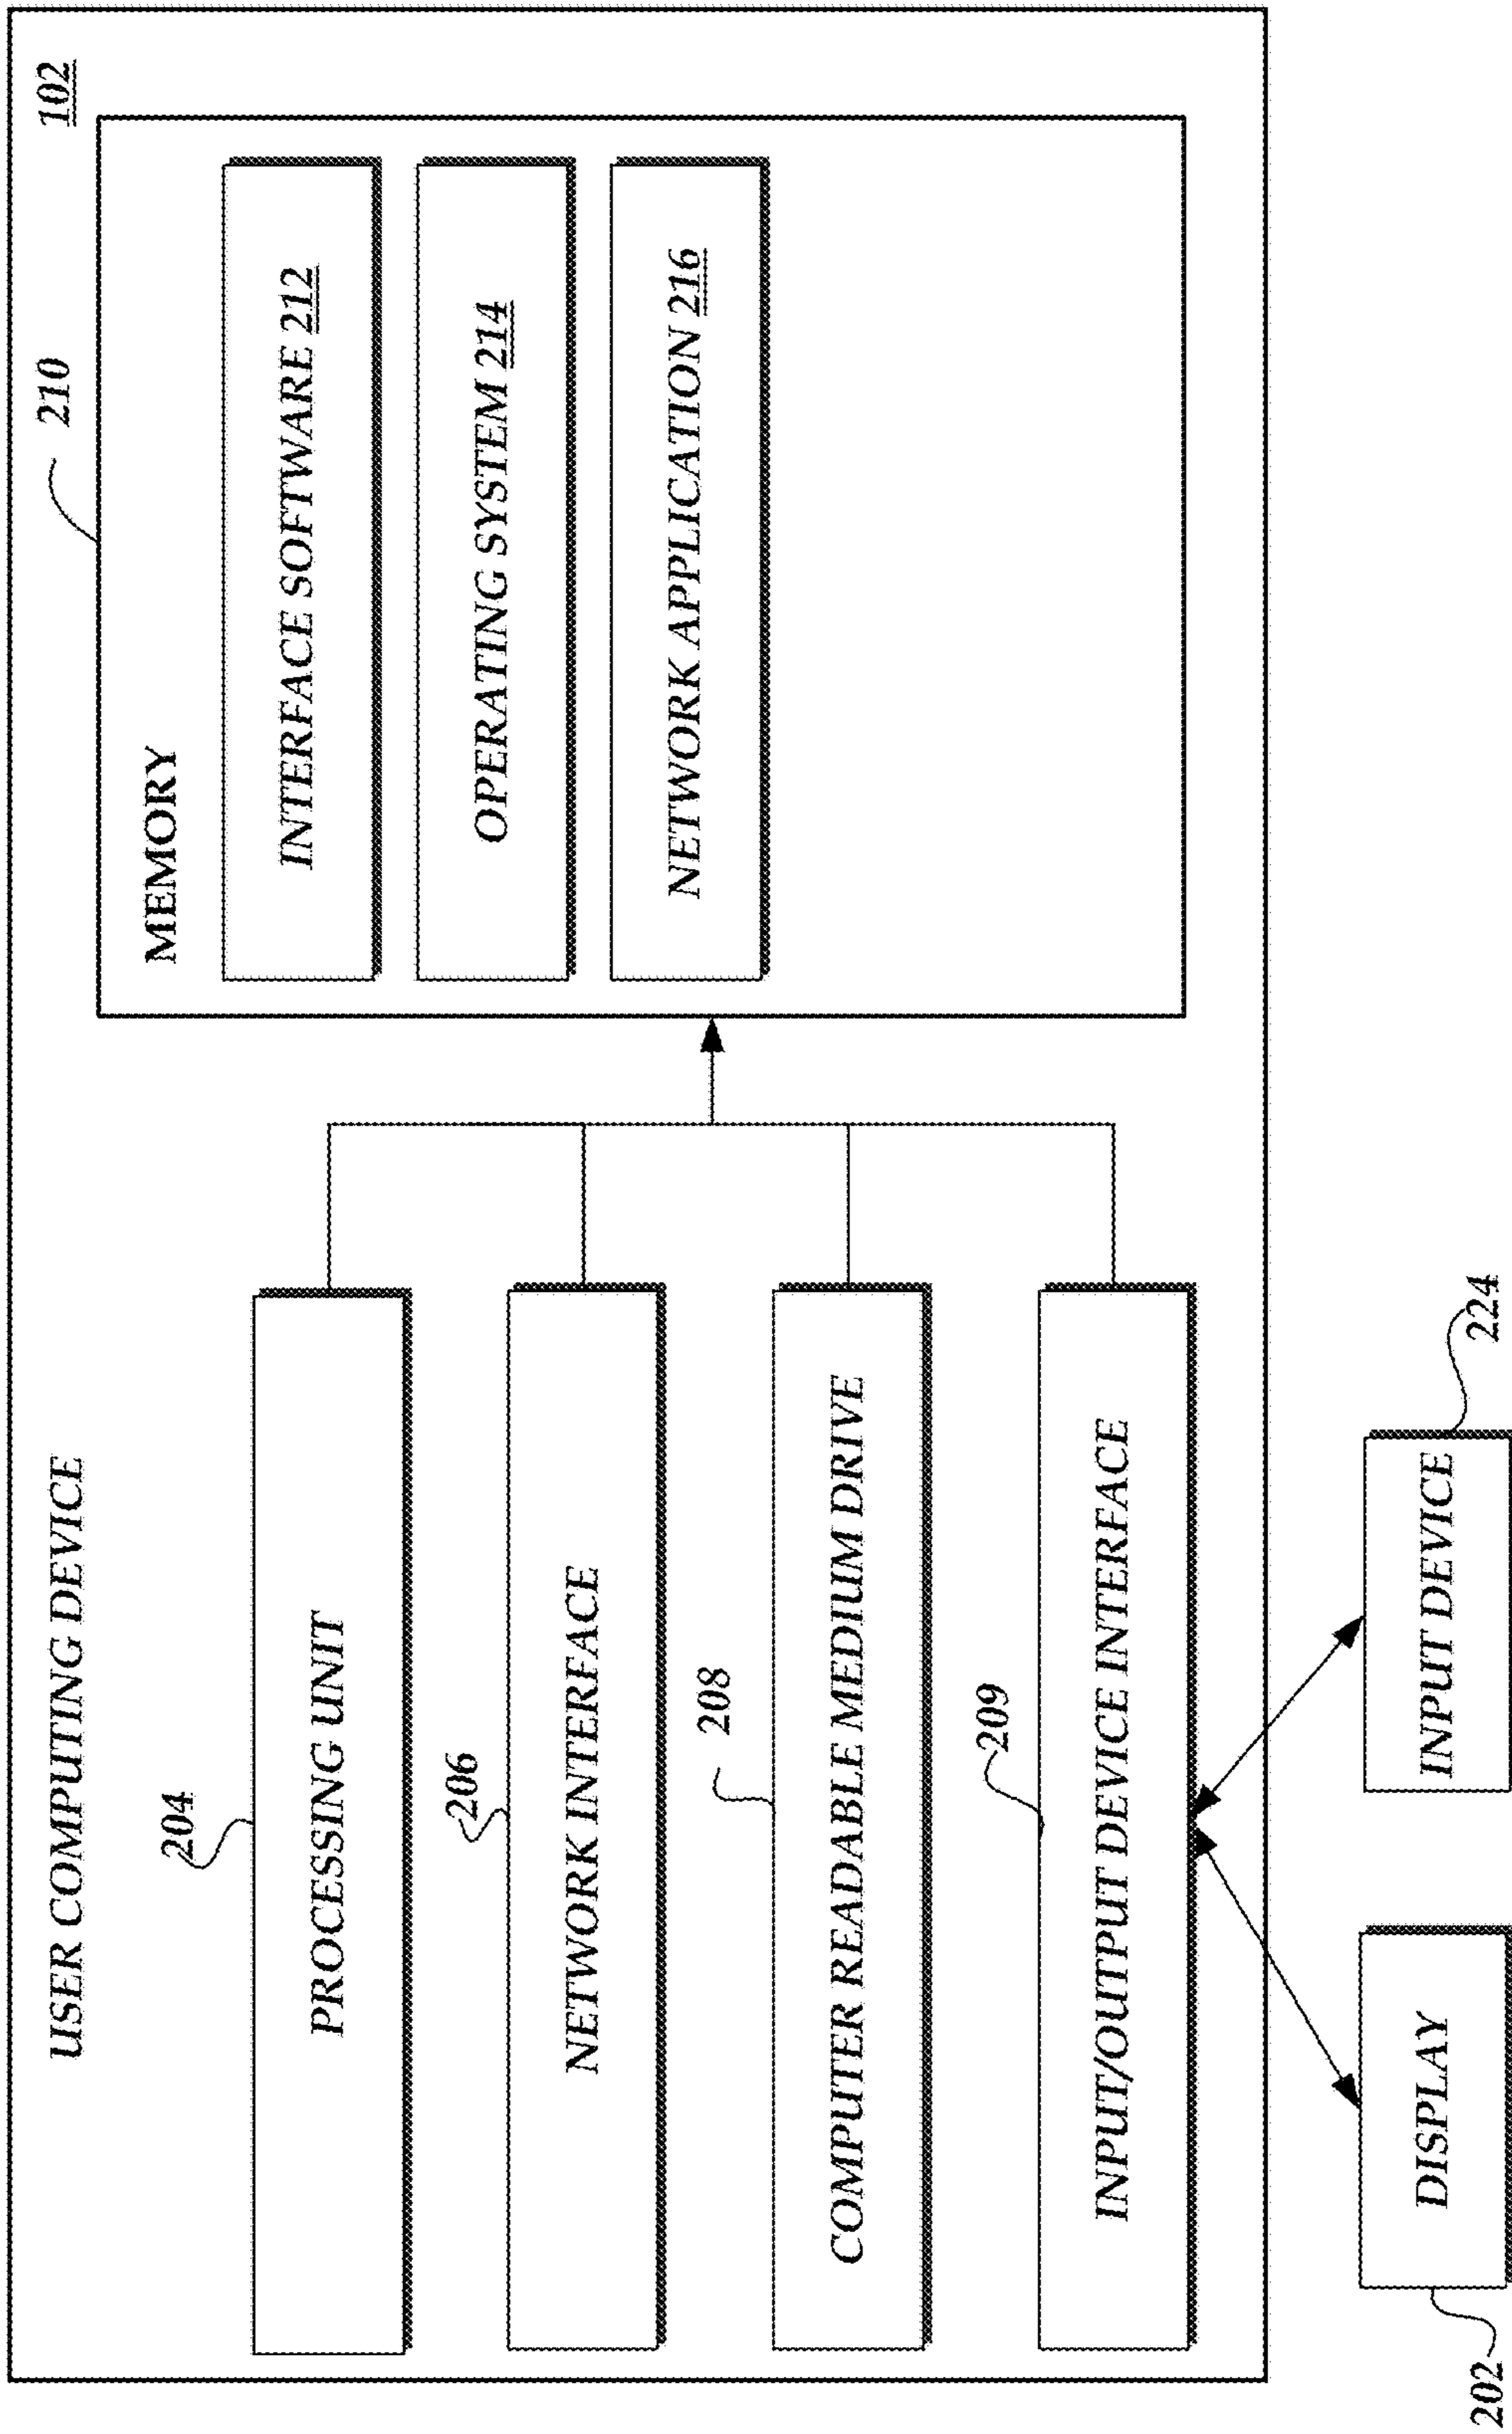 USER COMPUTING DEVICE
102
210
MEMORY
204
PROCESSING UNIT
INTERFACE SOFTWARE 212
206
NETWORK INTERFACE
OPERATING SYSTEM 214
208
COMPUTER READABLE MEDIUM DRIVE
NETWORK APPLICATION 216
209
INPUT/OUTPUT DEVICE INTERFACE
DISPLAY
INPUT DEVICE
202
224